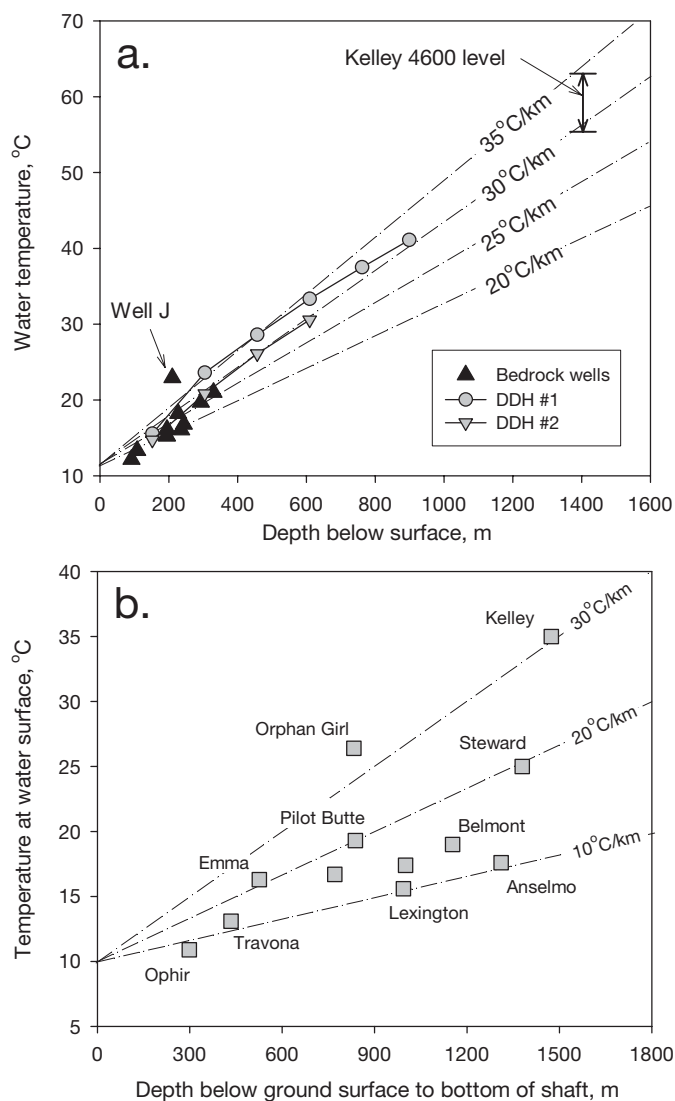 a.
Kelley 4600 level
35°C/km
30°C/km
25°C/km
20°C/km
Well J
Bedrock wells
DDH #1
DDH #2
Water temperature, °C
70
60
50
40
30
20
10
0 200 400 600 800 1000 1200 1400 1600
Depth below surface, m
b.
Kelley
30°C/km
Orphan Girl
Steward
20°C/km
Pilot Butte
Belmont
Emma
10°C/km
Anselmo
Lexington
Travona
Ophir
Temperature at water surface, °C
40
35
30
25
20
15
10
5
0 300 600 900 1200 1500 1800
Depth below ground surface to bottom of shaft, m